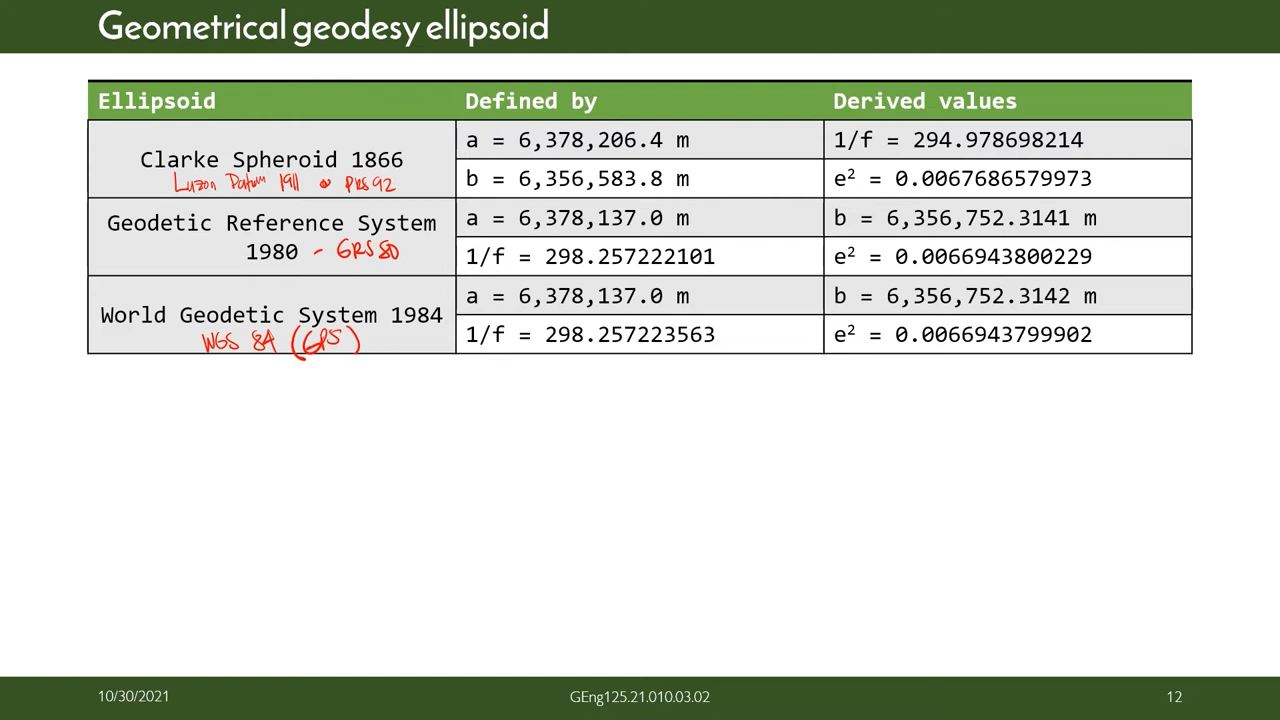 Geometrical geodesy ellipsoid
Ellipsoid Defined by Derived values
Clarke Spheroid 1866
Luzon Datum 1911 PRS92
a = 6,378,206.4 m 1/f = 294.978698214
b = 6,356,583.8 m e² = 0.0067686579973
Geodetic Reference System
1980 - GRS 80
a = 6,378,137.0 m b = 6,356,752.3141 m
1/f = 298.257222101 e² = 0.0066943800229
World Geodetic System 1984
WGS 84 (GPS)
a = 6,378,137.0 m b = 6,356,752.3142 m
1/f = 298.257223563 e² = 0.0066943799902
10/30/2021 GEng125.21.010.03.02 12